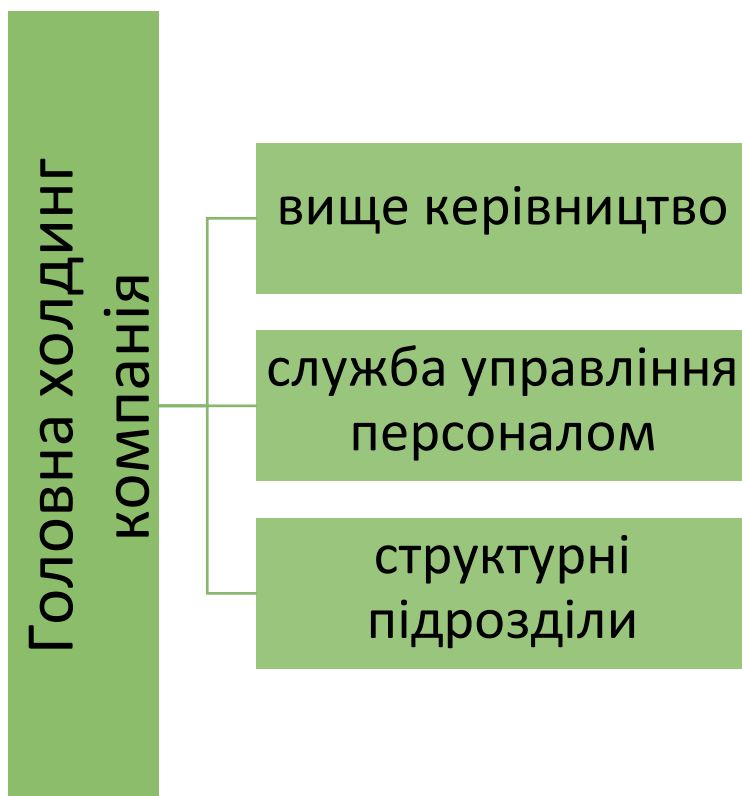 Головна холдинг
компанія
вище керівництво
служба управління
персоналом
структурні
підрозділи